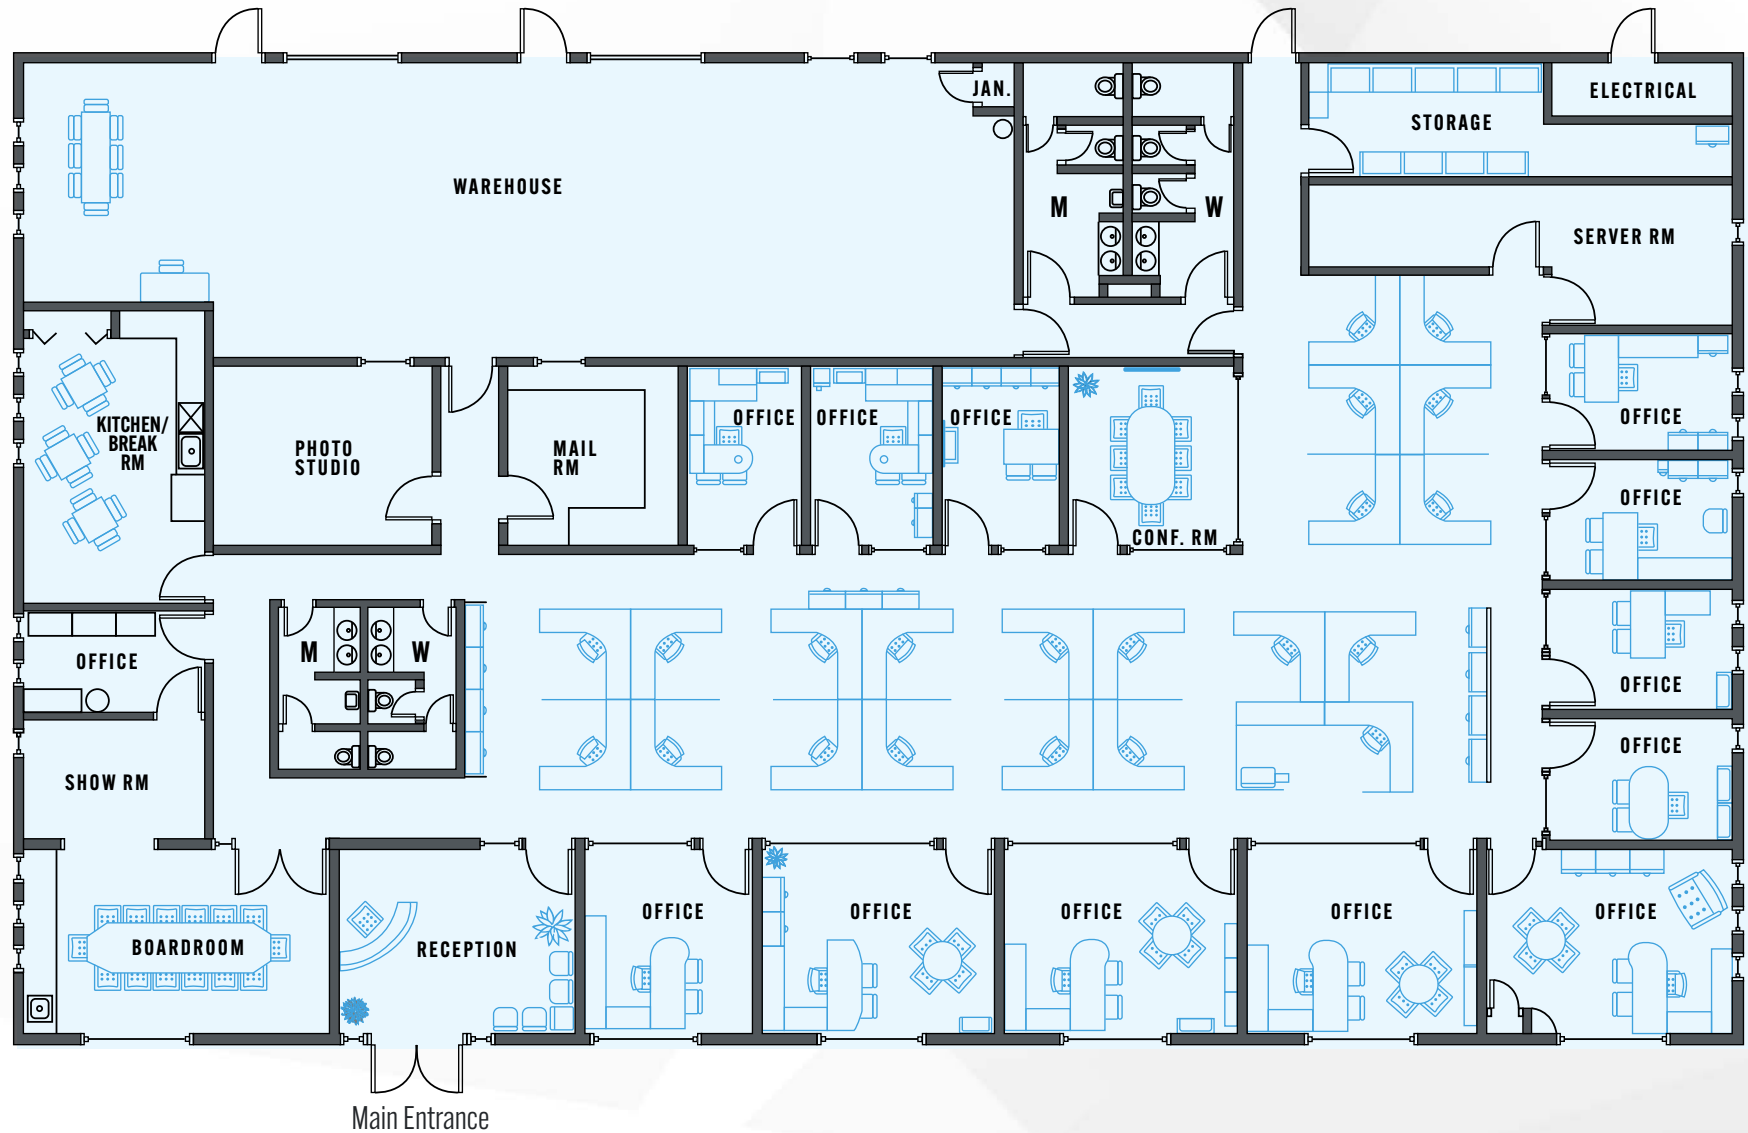 JAN.
ELECTRICAL
STORAGE
WAREHOUSE
M
W
SERVER RM
OFFICE
OFFICE
OFFICE
OFFICE
KITCHEN/
BREAK
RM
PHOTO
STUDIO
MAIL
RM
OFFICE
CONF. RM
M
W
OFFICE
OFFICE
OFFICE
SHOW RM
OFFICE
OFFICE
OFFICE
OFFICE
OFFICE
BOARDROOM
RECEPTION
Main Entrance